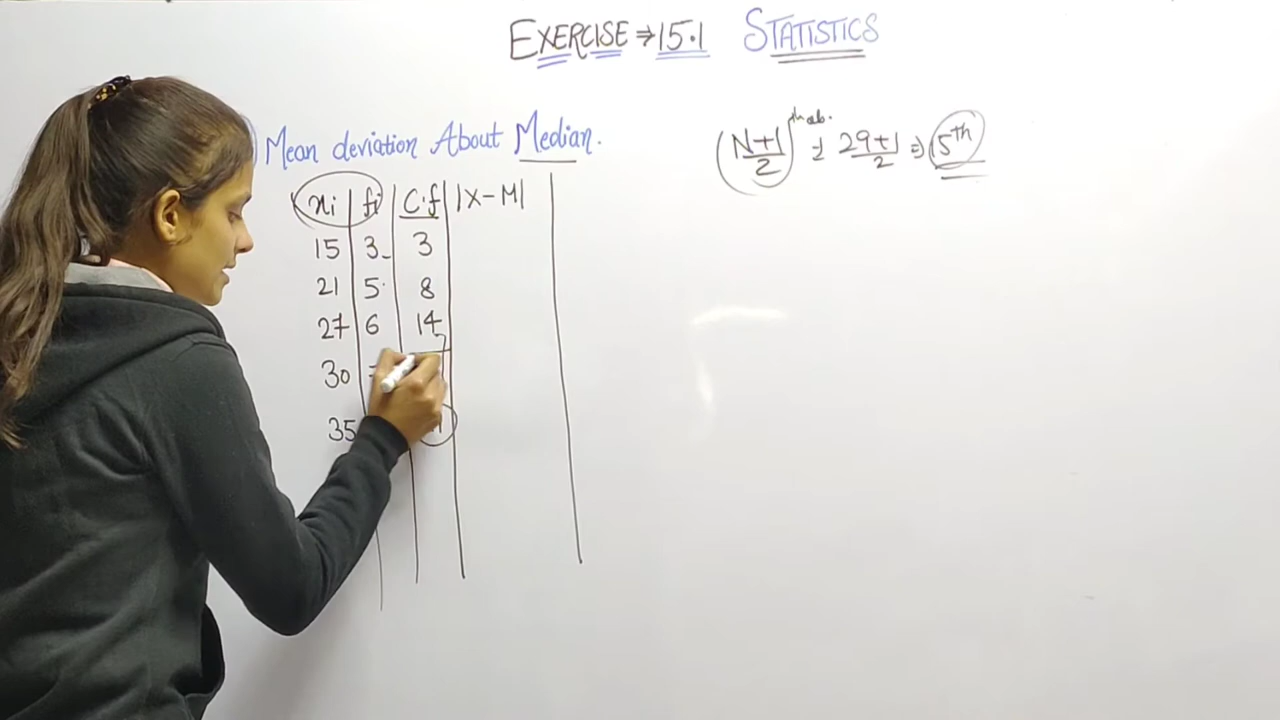 EXERCISE ⇒ 15.1 STATISTICS
Mean deviation About Median.
xi fi C.f |X-M|
15 3 3
21 5 8
27 6 14
30
35
(N+1/2)th ob. = 29+1/2 ⇒ 15th